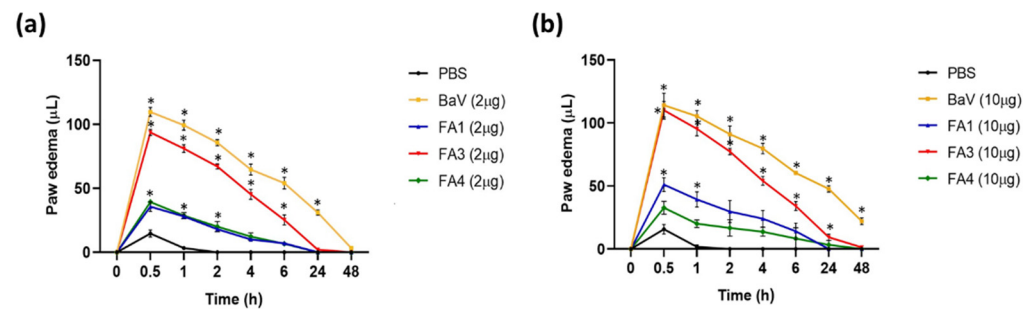 (a)
150
100
50
0
Paw edema (μL)
0 0.5 1 2 4 6 24 48
Time (h)
* * * * * *
* * * * *
* * *
PBS
BaV (2μg)
FA1 (2μg)
FA3 (2μg)
FA4 (2μg)
(b)
150
100
50
0
Paw edema (μL)
0 0.5 1 2 4 6 24 48
Time (h)
* * * * * * *
* * * * * *
* *
PBS
BaV (10μg)
FA1 (10μg)
FA3 (10μg)
FA4 (10μg)